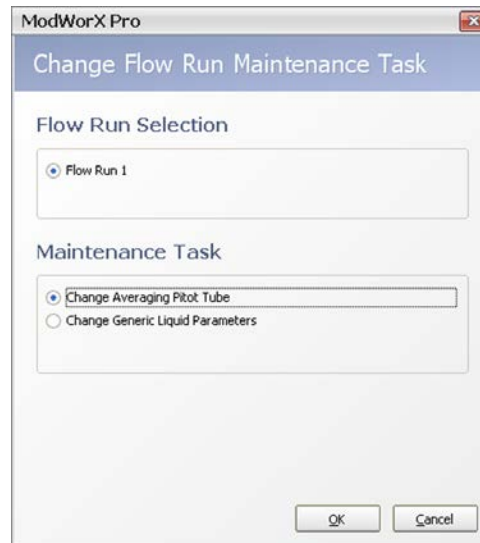 ModWorX Pro
Change Flow Run Maintenance Task
Flow Run Selection
Flow Run 1
Maintenance Task
Change Averaging Pitot Tube
Change Generic Liquid Parameters
OK Cancel